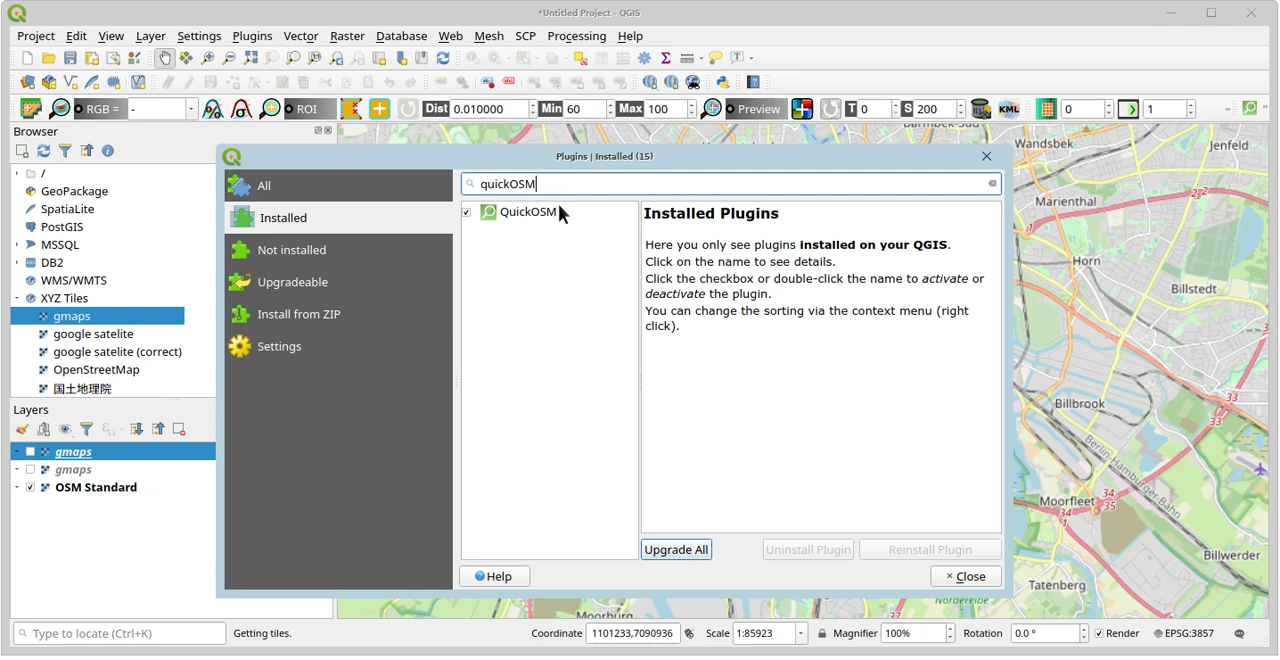 *Untitled Project - QGIS
Project Edit View Layer Settings Plugins Vector Raster Database Web Mesh SCP Processing Help
RGB = - ROI Dist 0.010000 Min 60 Max 100 Preview T 0 S 200 KML 0 1
Browser
/
GeoPackage
SpatiaLite
PostGIS
MSSQL
DB2
WMS/WMTS
XYZ Tiles
gmaps
google satelite
google satelite (correct)
OpenStreetMap
国土地理院
Layers
gmaps
gmaps
OSM Standard
Plugins | Installed (15)
All
Installed
Not installed
Upgradeable
Install from ZIP
Settings
quickOSM
QuickOSM
Installed Plugins
Here you only see plugins installed on your QGIS.
Click on the name to see details.
Click the checkbox or double-click the name to activate or
deactivate the plugin.
You can change the sorting via the context menu (right
click).
Upgrade All Uninstall Plugin Reinstall Plugin
Help Close
Wandsbek
Jenfeld
Marienthal
22
Horn
Billstedt
33
Billbrook
33
Berlin-Hamburger Bahn
Moorfleet
34
35
34
Billwerder
Tatenberg
Norderelbe
Moorburg
Type to locate (Ctrl+K) Getting tiles. Coordinate 1101233,7090936 Scale 1:85923 Magnifier 100% Rotation 0.0 ° Render EPSG:3857